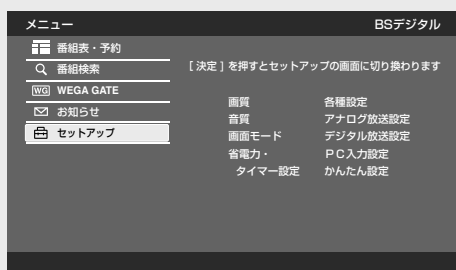 メニュー BSデジタル
番組表・予約
番組検索
[ 決定 ] を押すとセットアップの画面に切り換わります
WG WEGA GATE
お知らせ
セットアップ
画質 各種設定
音質 アナログ放送設定
画面モード デジタル放送設定
省電力・ PC入力設定
タイマー設定 かんたん設定